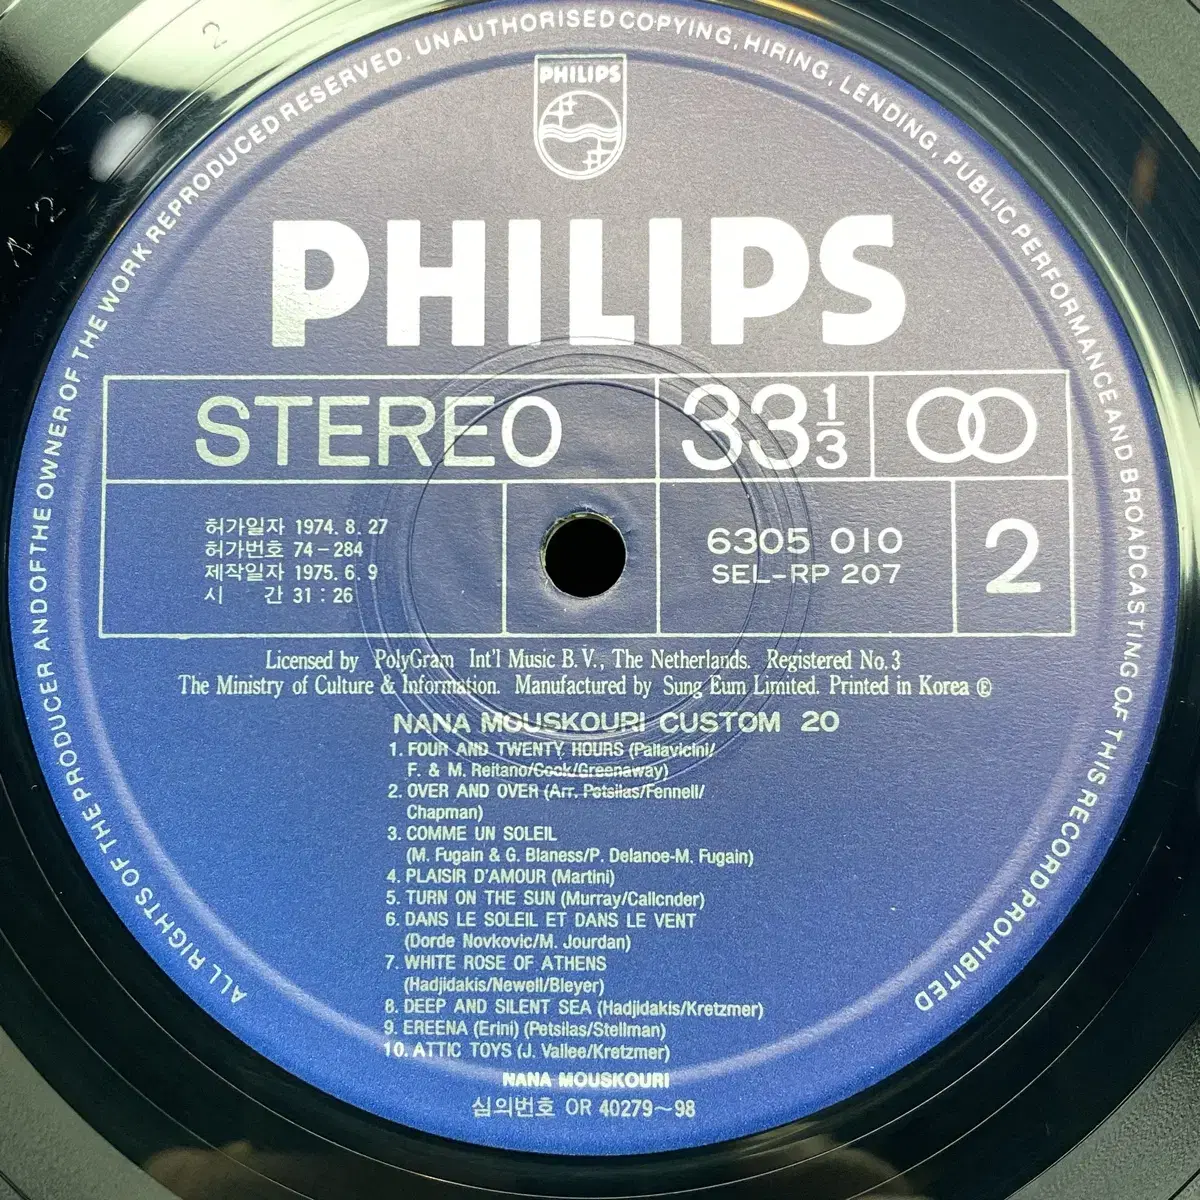 ALL RIGHTS OF THE PRODUCER AND OF THE OWNER OF THE WORK REPRODUCED RESERVED. UNAUTHORISED COPYING, HIRING, LENDING, PUBLIC PERFORMANCE AND BROADCASTING OF THIS RECORD PROHIBITED
PHILIPS
PHILIPS
STEREO 33 1/3
허가일자 1974. 8. 27
허가번호 74-284
제작일자 1975. 6. 9
시 간 31 : 26
6305 010
SEL-RP 207
2
Licensed by PolyGram Int'l Music B.V., The Netherlands. Registered No. 3
The Ministry of Culture & Information. Manufactured by Sung Eum Limited. Printed in Korea Ⓔ
NANA MOUSKOURI CUSTOM 20
1. FOUR AND TWENTY HOURS (Pallavicini/
F. & M. Reitano/Cook/Greenaway)
2. OVER AND OVER (Arr. Petsilas/Fennell/
Chapman)
3. COMME UN SOLEIL
(M. Fugain & G. Blaness/P. Delanoe-M. Fugain)
4. PLAISIR D'AMOUR (Martini)
5. TURN ON THE SUN (Murray/Callcnder)
6. DANS LE SOLEIL ET DANS LE VENT
(Dorde Novkovic/M. Jourdan)
7. WHITE ROSE OF ATHENS
(Hadjidakis/Newell/Bleyer)
8. DEEP AND SILENT SEA (Hadjidakis/Kretzmer)
9. EREENA (Erini) (Petsilas/Stellman)
10. ATTIC TOYS (J. Vallee/Kretzmer)
NANA MOUSKOURI
심의번호 OR 40279~98
2